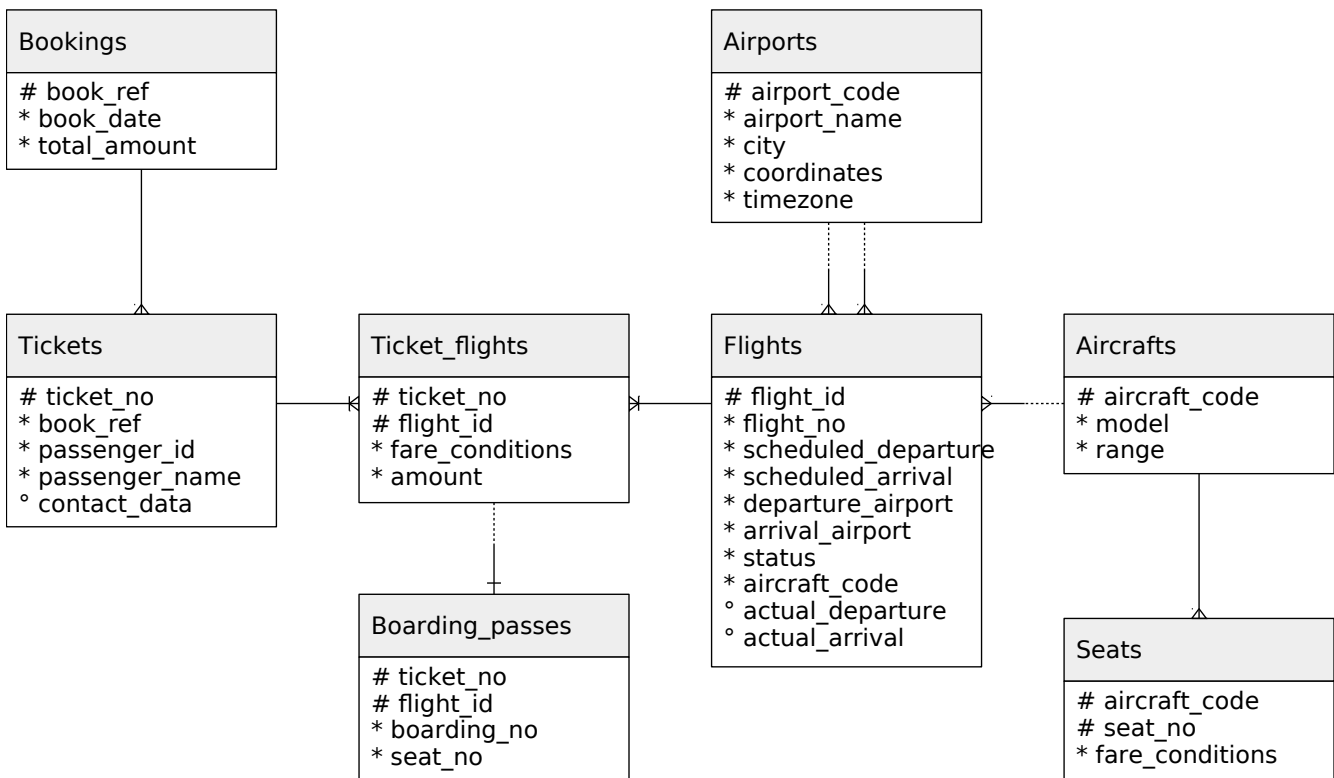 Bookings
# book_ref
* book_date
* total_amount
Airports
# airport_code
* airport_name
* city
* coordinates
* timezone
Tickets
# ticket_no
* book_ref
* passenger_id
* passenger_name
° contact_data
Ticket_flights
# ticket_no
# flight_id
* fare_conditions
* amount
Flights
# flight_id
* flight_no
* scheduled_departure
* scheduled_arrival
* departure_airport
* arrival_airport
* status
* aircraft_code
° actual_departure
° actual_arrival
Aircrafts
# aircraft_code
* model
* range
Boarding_passes
# ticket_no
# flight_id
* boarding_no
* seat_no
Seats
# aircraft_code
# seat_no
* fare_conditions